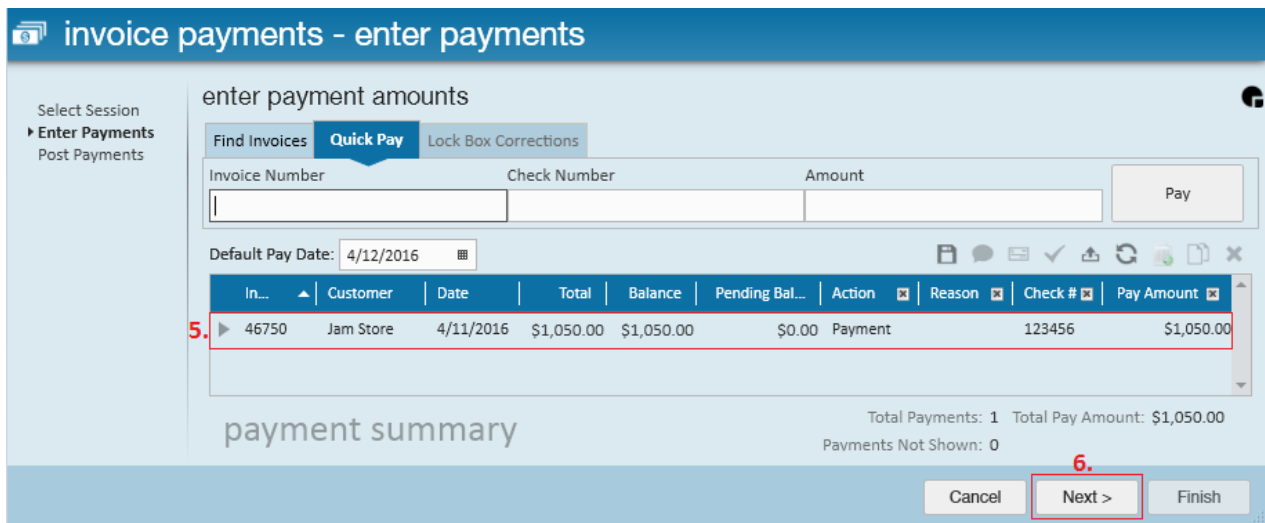 invoice payments - enter payments
Select Session
Enter Payments
Post Payments
enter payment amounts
Find Invoices Quick Pay Lock Box Corrections
Invoice Number Check Number Amount
Pay
Default Pay Date: 4/12/2016
In... Customer Date Total Balance Pending Bal... Action Reason Check # Pay Amount
5. 46750 Jam Store 4/11/2016 $1,050.00 $1,050.00 $0.00 Payment 123456 $1,050.00
payment summary
Total Payments: 1 Total Pay Amount: $1,050.00
Payments Not Shown: 0
6.
Cancel Next > Finish